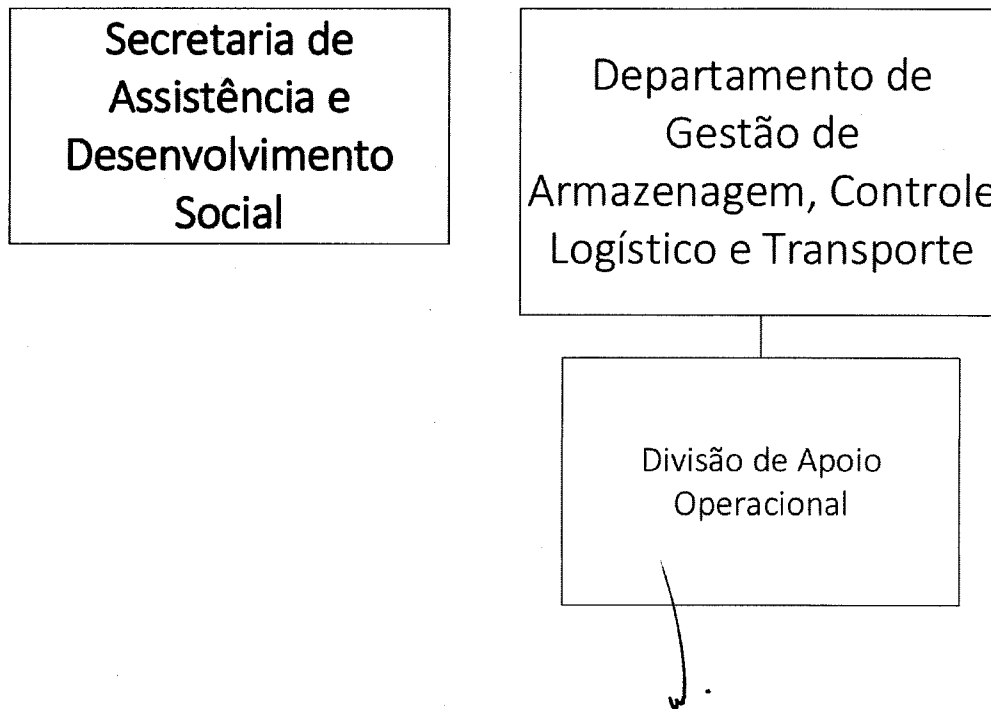 Secretaria de
Assistência e
Desenvolvimento
Social
Departamento de
Gestão de
Armazenagem, Controle
Logístico e Transporte
Divisão de Apoio
Operacional